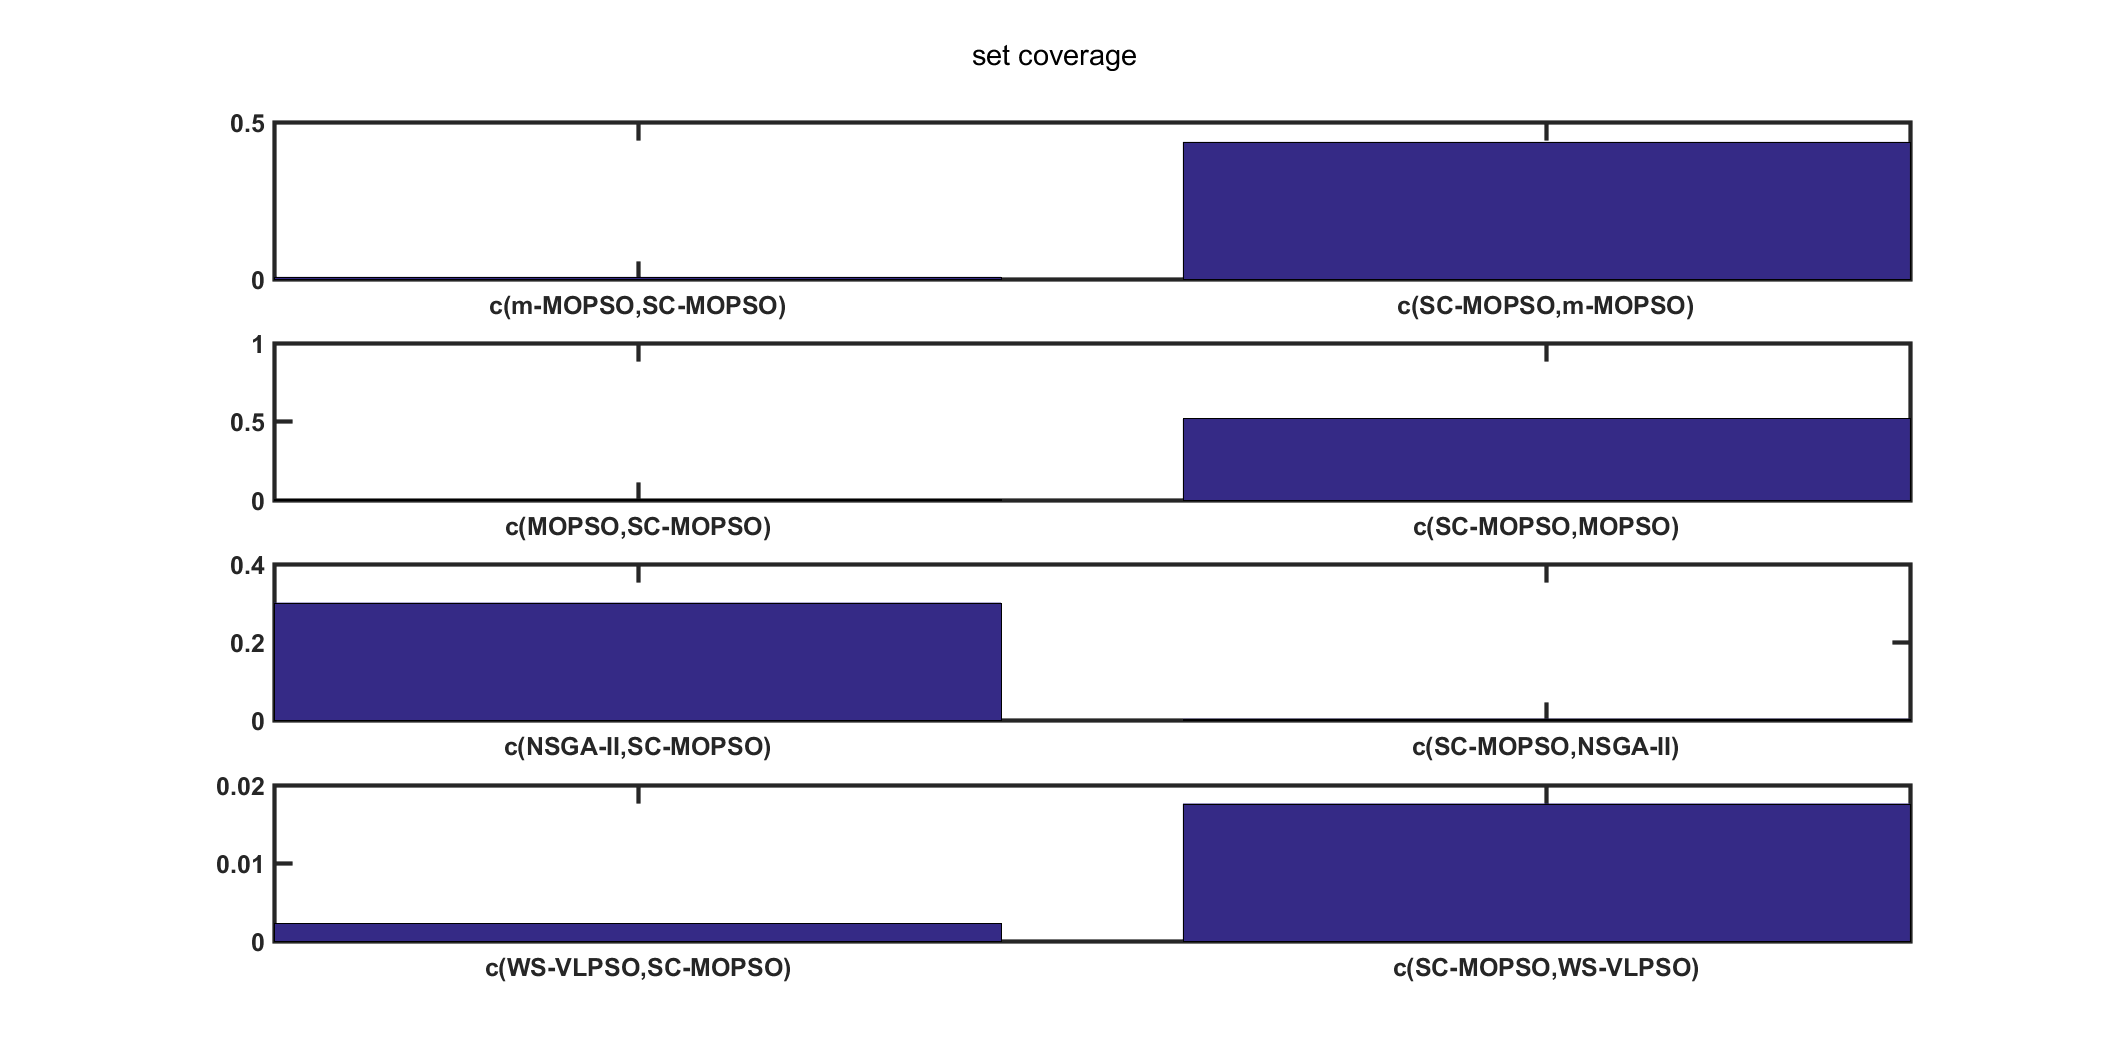 set coverage
0.5
0
c(m-MOPSO,SC-MOPSO) c(SC-MOPSO,m-MOPSO)
1
0.5
0
c(MOPSO,SC-MOPSO) c(SC-MOPSO,MOPSO)
0.4
0.2
0
c(NSGA-II,SC-MOPSO) c(SC-MOPSO,NSGA-II)
0.02
0.01
0
c(WS-VLPSO,SC-MOPSO) c(SC-MOPSO,WS-VLPSO)